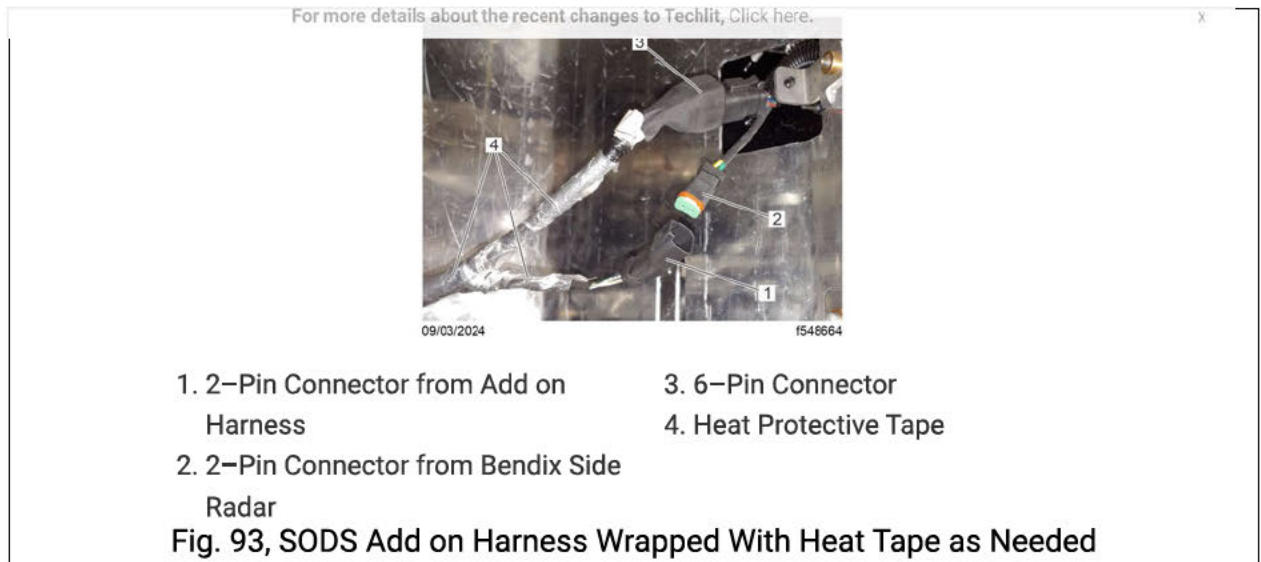 For more details about the recent changes to Techlit, Click here.
X
3
4
2
1
09/03/2024
f548664
1. 2–Pin Connector from Add on
Harness
2. 2–Pin Connector from Bendix Side
Radar
3. 6–Pin Connector
4. Heat Protective Tape
Fig. 93, SODS Add on Harness Wrapped With Heat Tape as Needed